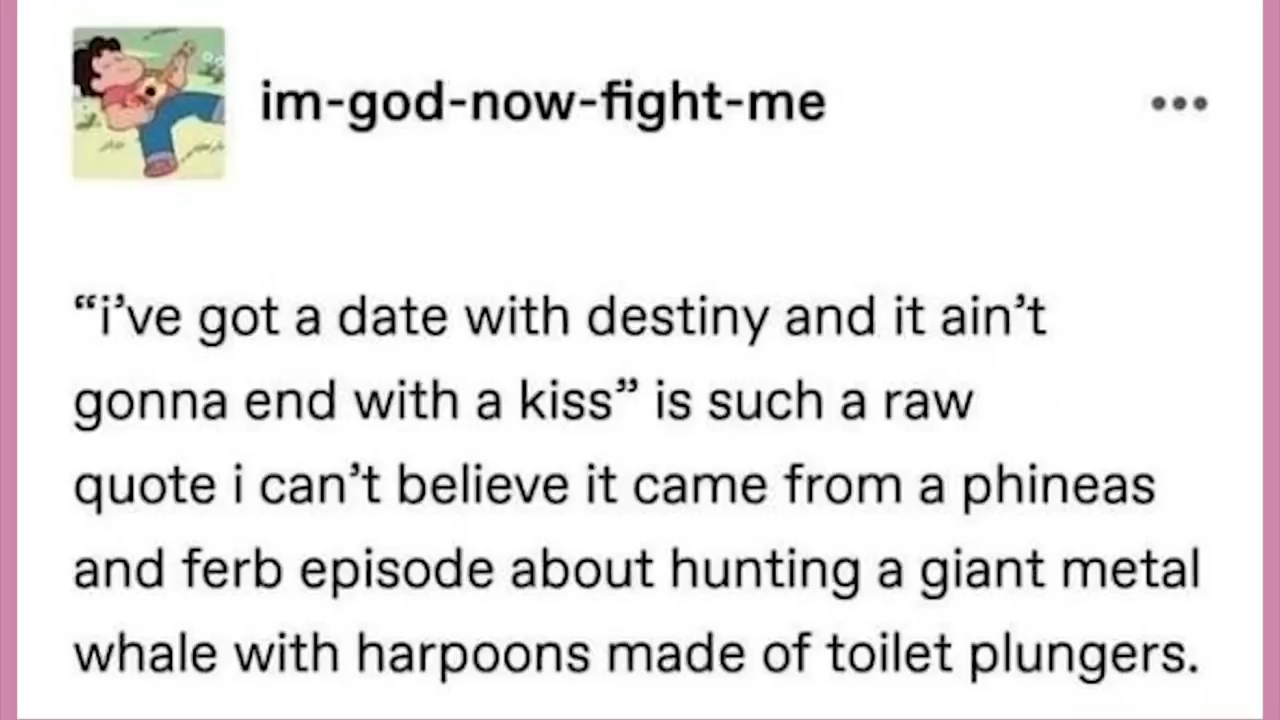 im-god-now-fight-me
“i’ve got a date with destiny and it ain’t
gonna end with a kiss” is such a raw
quote i can’t believe it came from a phineas
and ferb episode about hunting a giant metal
whale with harpoons made of toilet plungers.